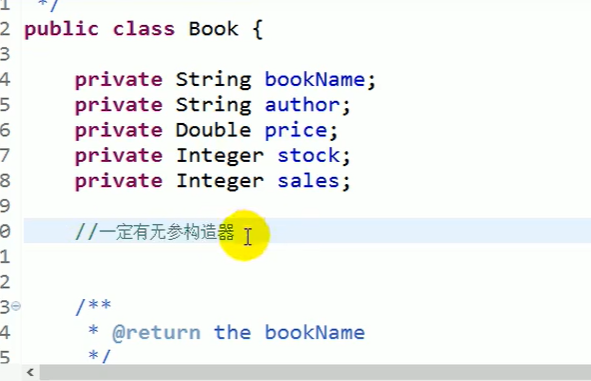 1 */
2 public class Book {
3
4 private String bookName;
5 private String author;
6 private Double price;
7 private Integer stock;
8 private Integer sales;
9
0 //一定有无参构造器
1
2
3 /**
4 * @return the bookName
5 */